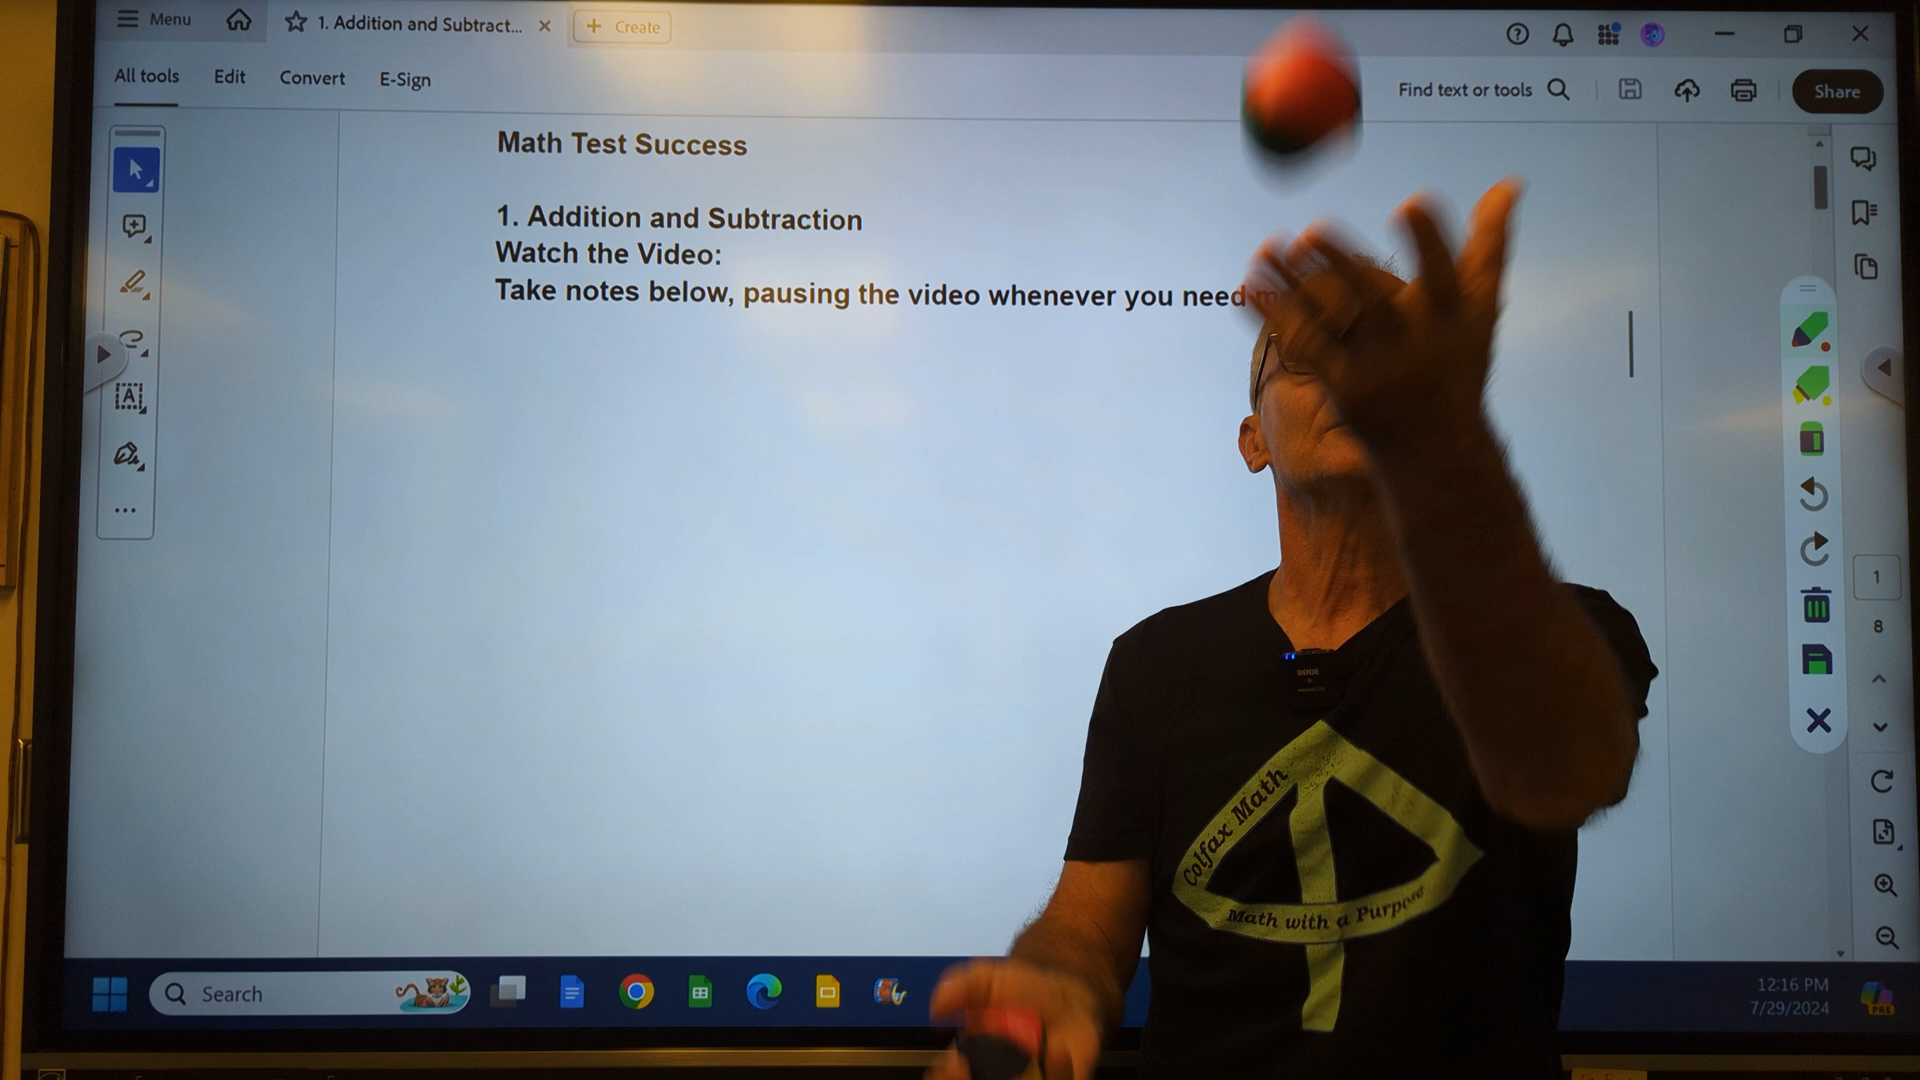 Menu
1. Addition and Subtract...
Create
All tools
Edit
Convert
E-Sign
Find text or tools
Share
Math Test Success
1. Addition and Subtraction
Watch the Video:
Take notes below, pausing the video whenever you need
A
1
8
RØDE
Colfax Math
Math with a Purpose
Search
12:16 PM
7/29/2024
PRE